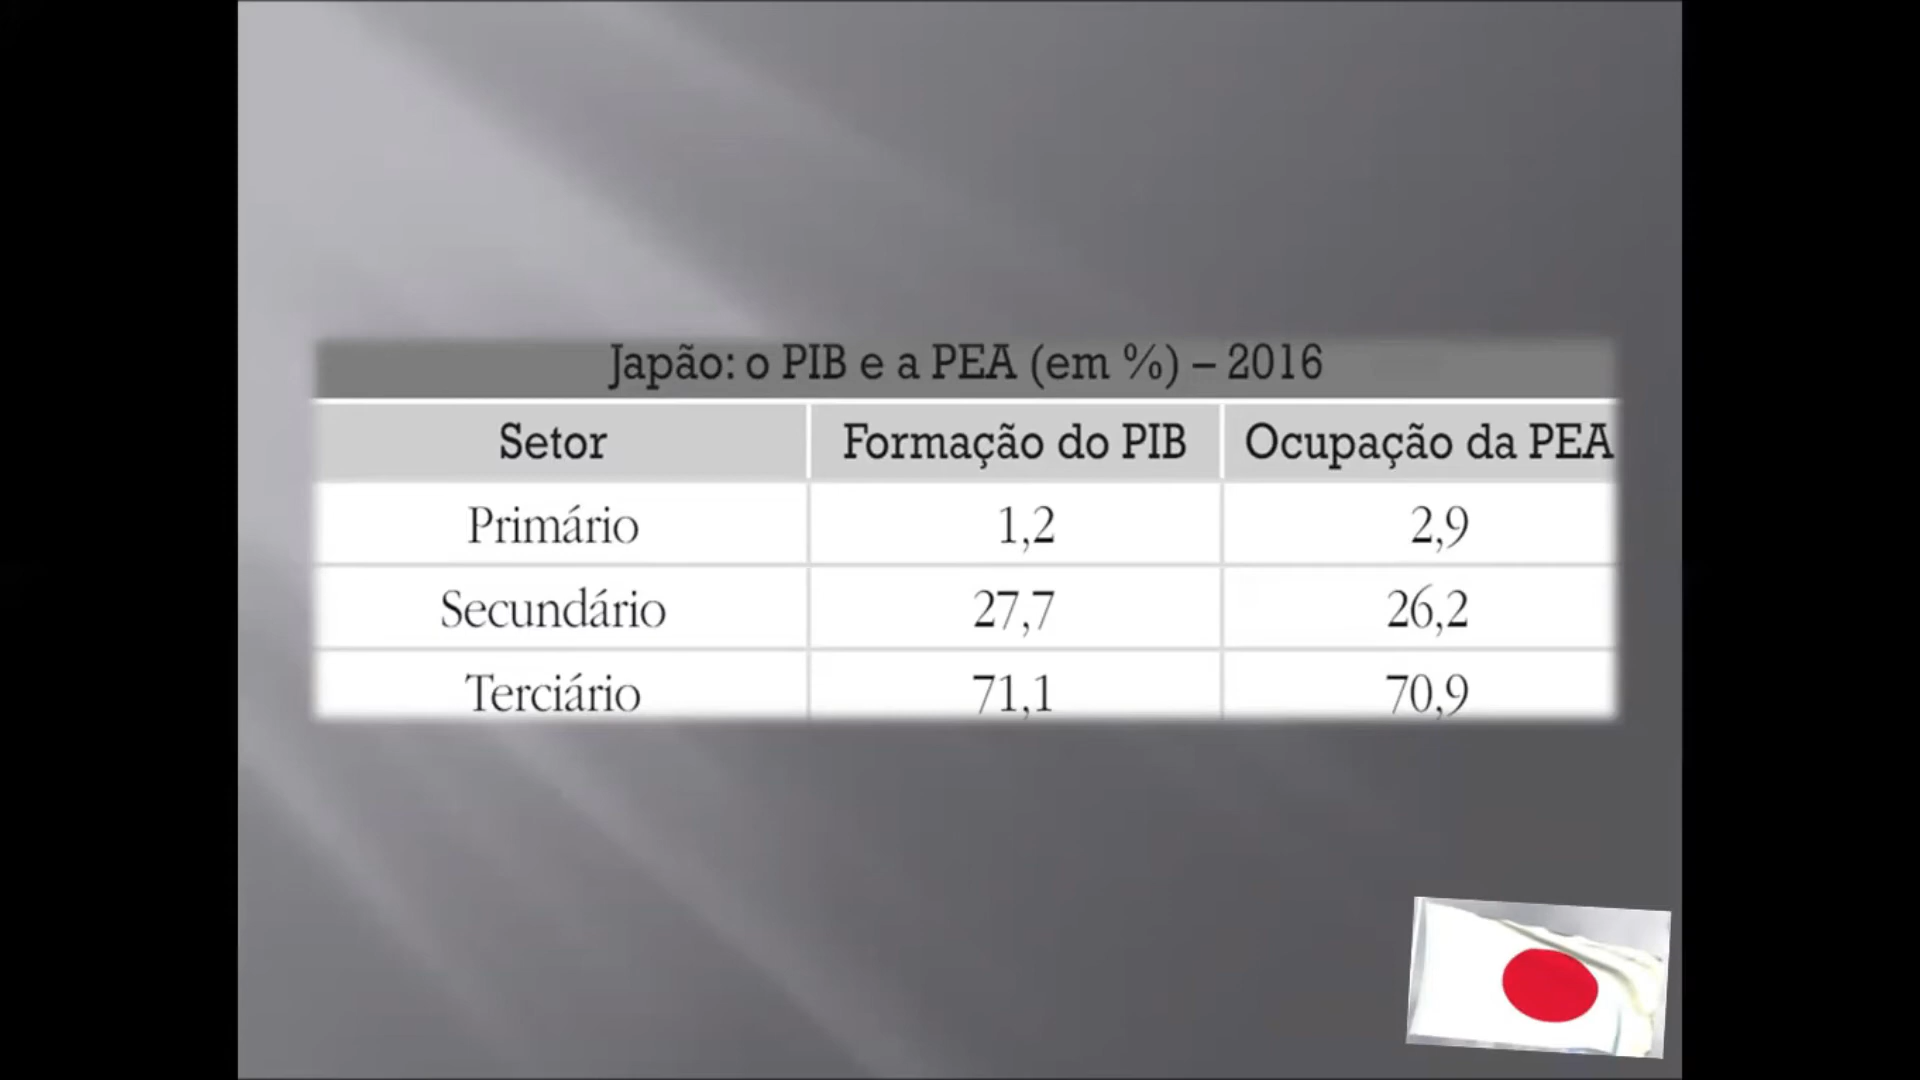 Japão: o PIB e a PEA (em %) – 2016
Setor Formação do PIB Ocupação da PEA
Primário 1,2 2,9
Secundário 27,7 26,2
Terciário 71,1 70,9